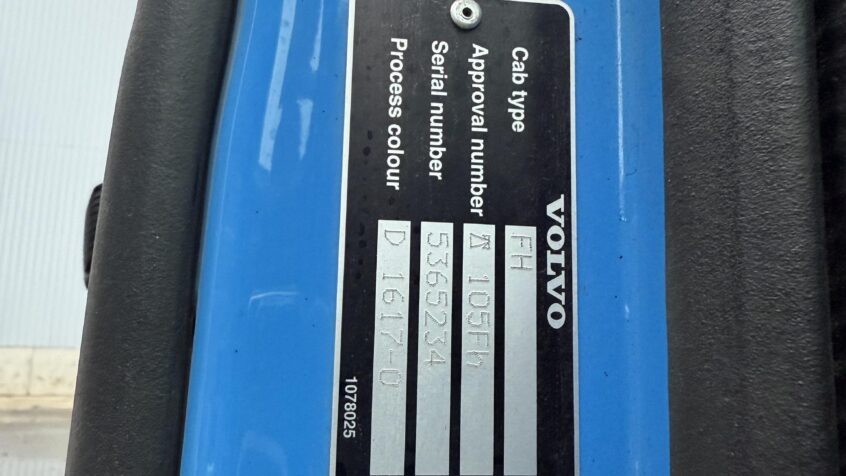 VOLVO
Cab type FH
Approval number 105Fh
Serial number 5365234
Process colour D 1617-0
1078025